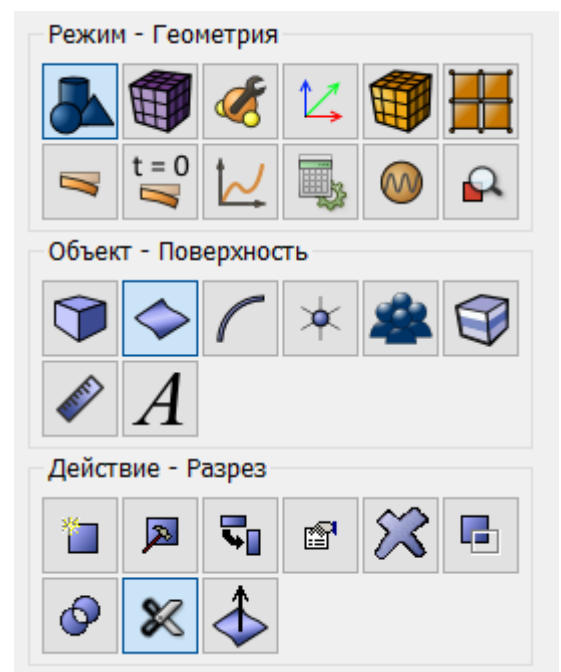 Режим - Геометрия
t = 0
Объект - Поверхность
A
Действие - Разрез